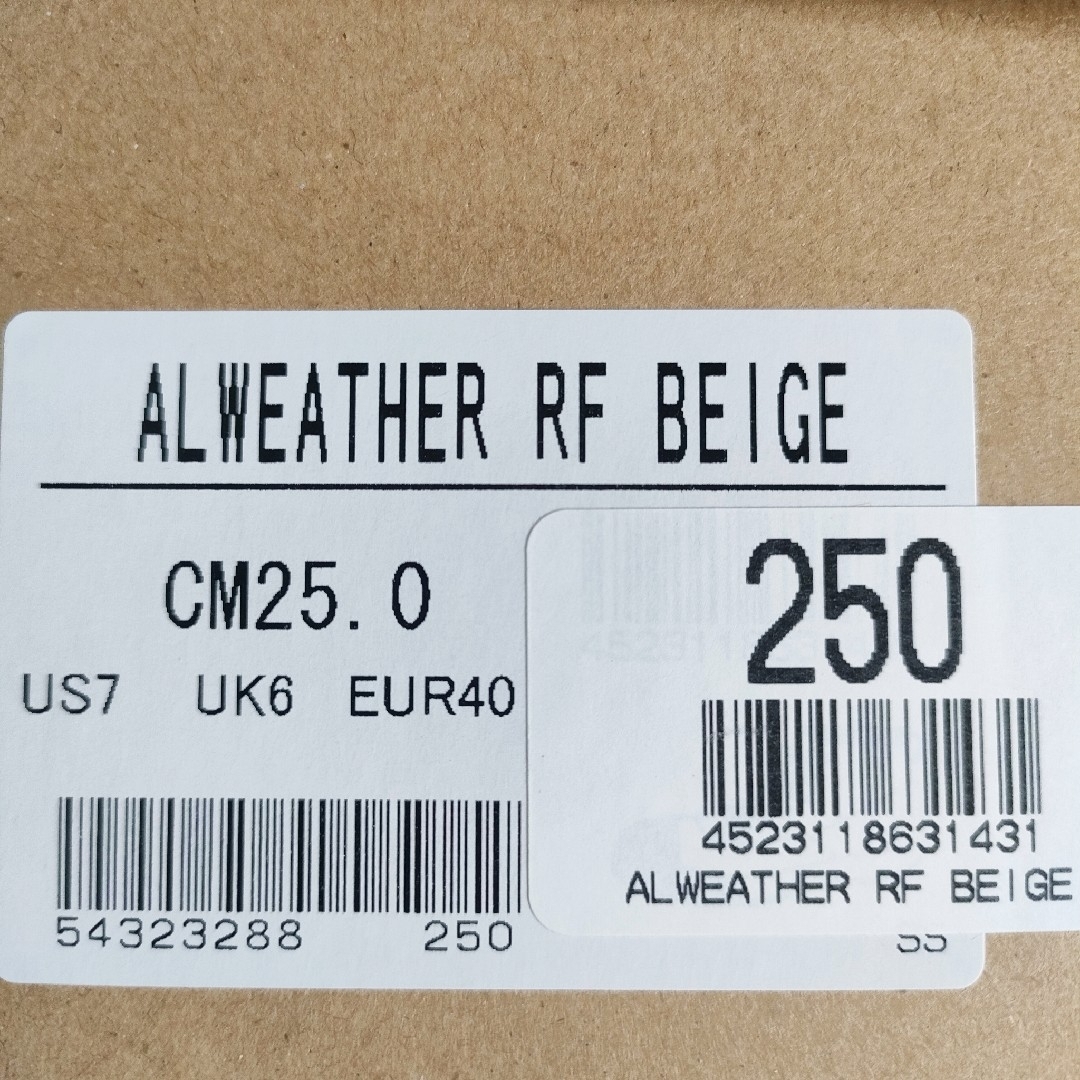 ALWEATHER RF BEIGE
CM25.0
US7 UK6 EUR40
54323288 250
250
4523118631431
ALWEATHER RF BEIGE